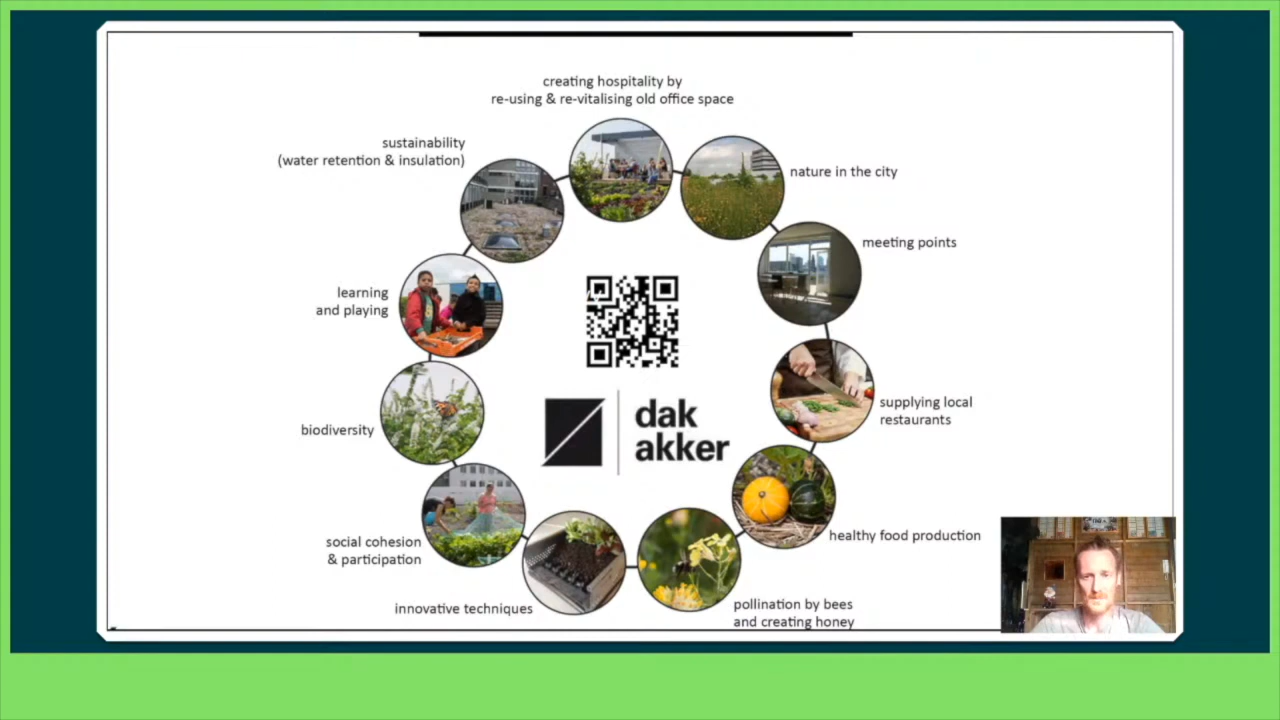 creating hospitality by
re-using & re-vitalising old office space
sustainability
(water retention & insulation)
nature in the city
meeting points
learning
and playing
supplying local
restaurants
dak
akker
biodiversity
healthy food production
social cohesion
& participation
innovative techniques
pollination by bees
and creating honey